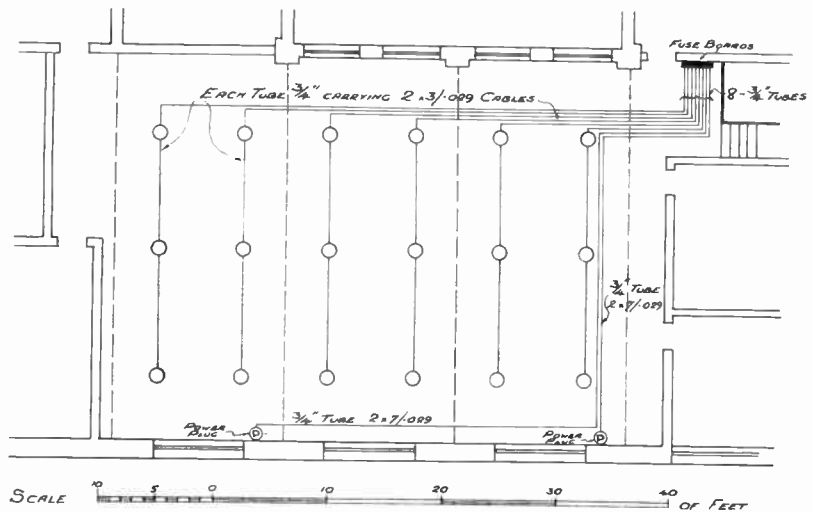 FUSE BOARDS
EACH TUBE 3/4" CARRYING 2 x 3/.029 CABLES
8 - 3/4" TUBES
3/4" TUBE
2 x 7/.029
3/4" TUBE 2 x 7/.029
POWER
PLUG
POWER
PLUG
SCALE 10 5 0 10 20 30 40 OF FEET